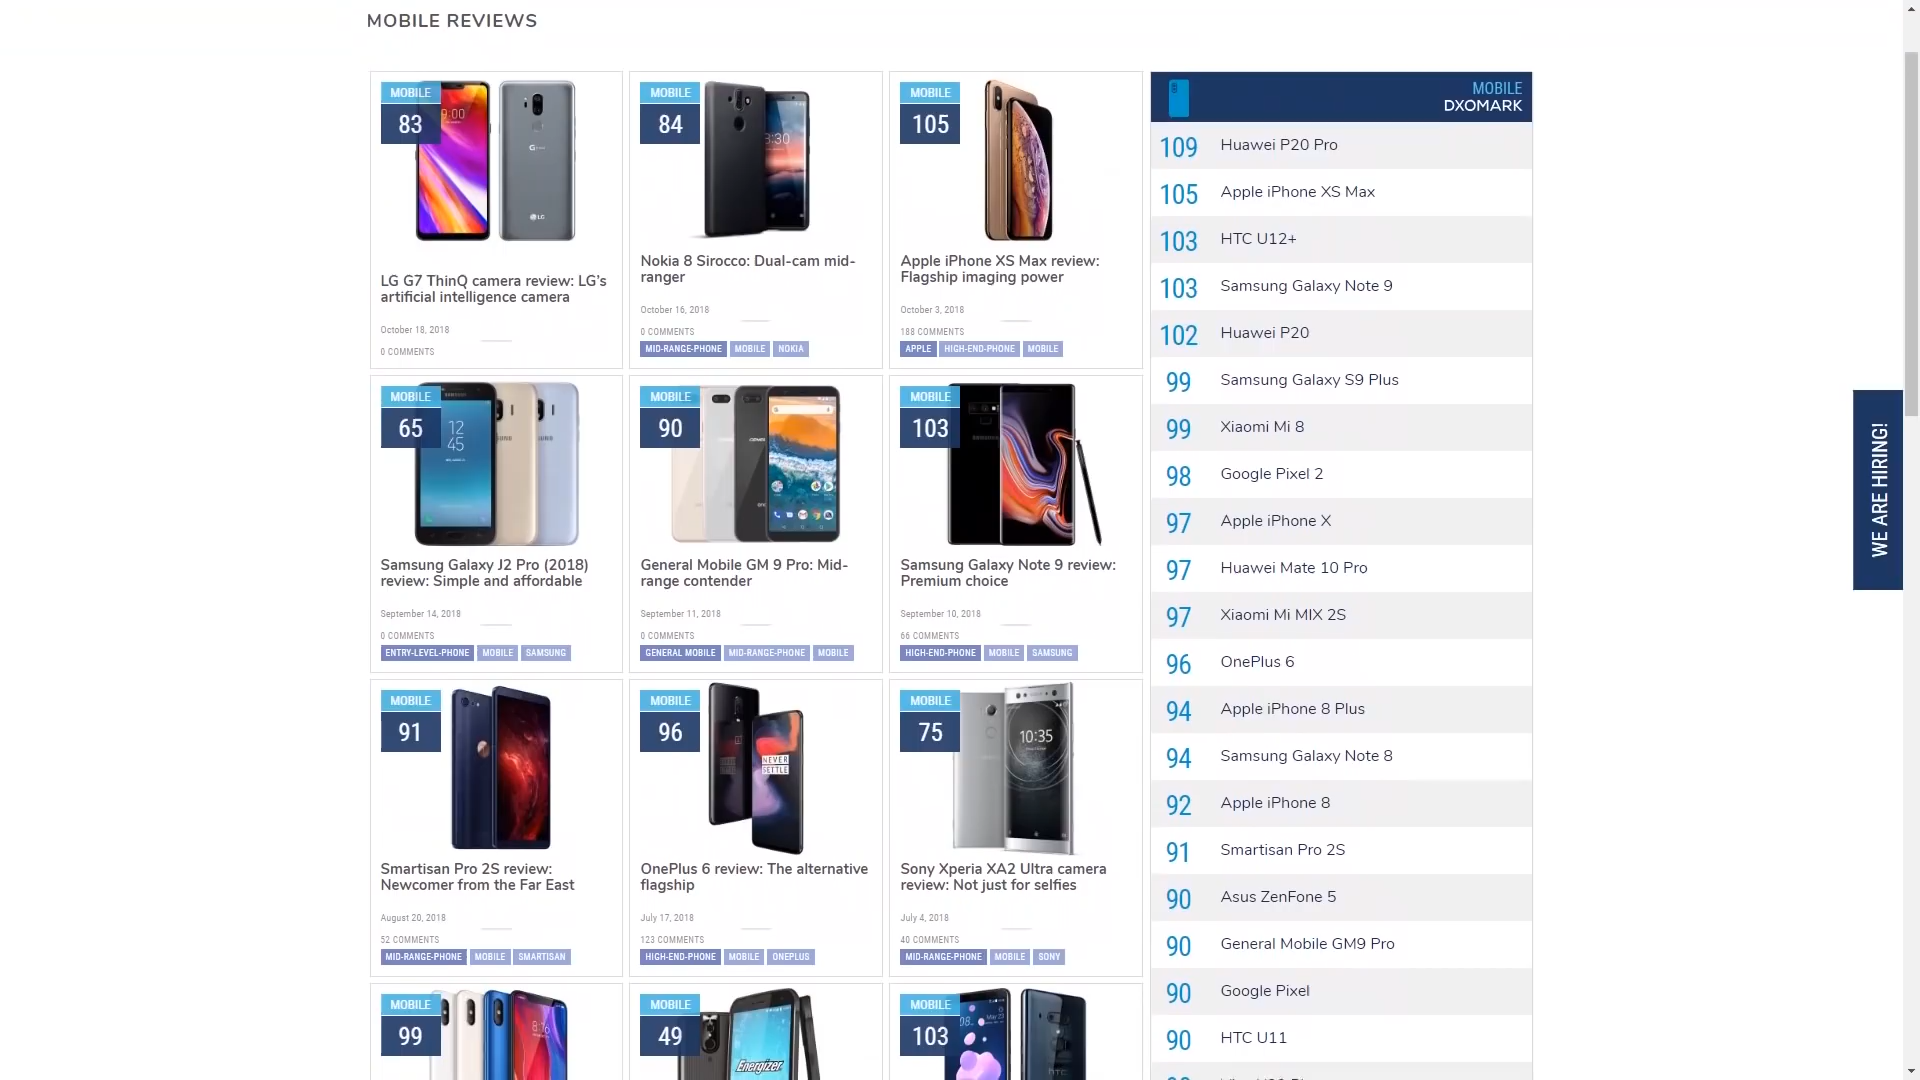 MOBILE REVIEWS
MOBILE
83
LG G7 ThinQ camera review: LG's
artificial intelligence camera
October 18, 2018
0 COMMENTS
MOBILE
84
Nokia 8 Sirocco: Dual-cam mid-
ranger
October 16, 2018
0 COMMENTS
MID-RANGE-PHONE MOBILE NOKIA
MOBILE
105
Apple iPhone XS Max review:
Flagship imaging power
October 3, 2018
188 COMMENTS
APPLE HIGH-END-PHONE MOBILE
MOBILE
65
SAMSUNG
12
45
Samsung Galaxy J2 Pro (2018)
review: Simple and affordable
September 14, 2018
0 COMMENTS
ENTRY-LEVEL-PHONE MOBILE SAMSUNG
MOBILE
90
General Mobile GM 9 Pro: Mid-
range contender
September 11, 2018
0 COMMENTS
GENERAL MOBILE MID-RANGE-PHONE MOBILE
MOBILE
103
Samsung Galaxy Note 9 review:
Premium choice
September 10, 2018
66 COMMENTS
HIGH-END-PHONE MOBILE SAMSUNG
MOBILE
91
Smartisan Pro 2S review:
Newcomer from the Far East
August 20, 2018
52 COMMENTS
MID-RANGE-PHONE MOBILE SMARTISAN
MOBILE
96
NEVER
SETTLE
OnePlus 6 review: The alternative
flagship
July 17, 2018
123 COMMENTS
HIGH-END-PHONE MOBILE ONEPLUS
MOBILE
75
10:35
Sony Xperia XA2 Ultra camera
review: Not just for selfies
July 4, 2018
40 COMMENTS
MID-RANGE-PHONE MOBILE SONY
MOBILE
99
8:16
MOBILE
49
Energizer
MOBILE
103
MOBILE
DXOMARK
109 Huawei P20 Pro
105 Apple iPhone XS Max
103 HTC U12+
103 Samsung Galaxy Note 9
102 Huawei P20
99 Samsung Galaxy S9 Plus
99 Xiaomi Mi 8
98 Google Pixel 2
97 Apple iPhone X
97 Huawei Mate 10 Pro
97 Xiaomi Mi MIX 2S
96 OnePlus 6
94 Apple iPhone 8 Plus
94 Samsung Galaxy Note 8
92 Apple iPhone 8
91 Smartisan Pro 2S
90 Asus ZenFone 5
90 General Mobile GM9 Pro
90 Google Pixel
90 HTC U11
WE ARE HIRING!